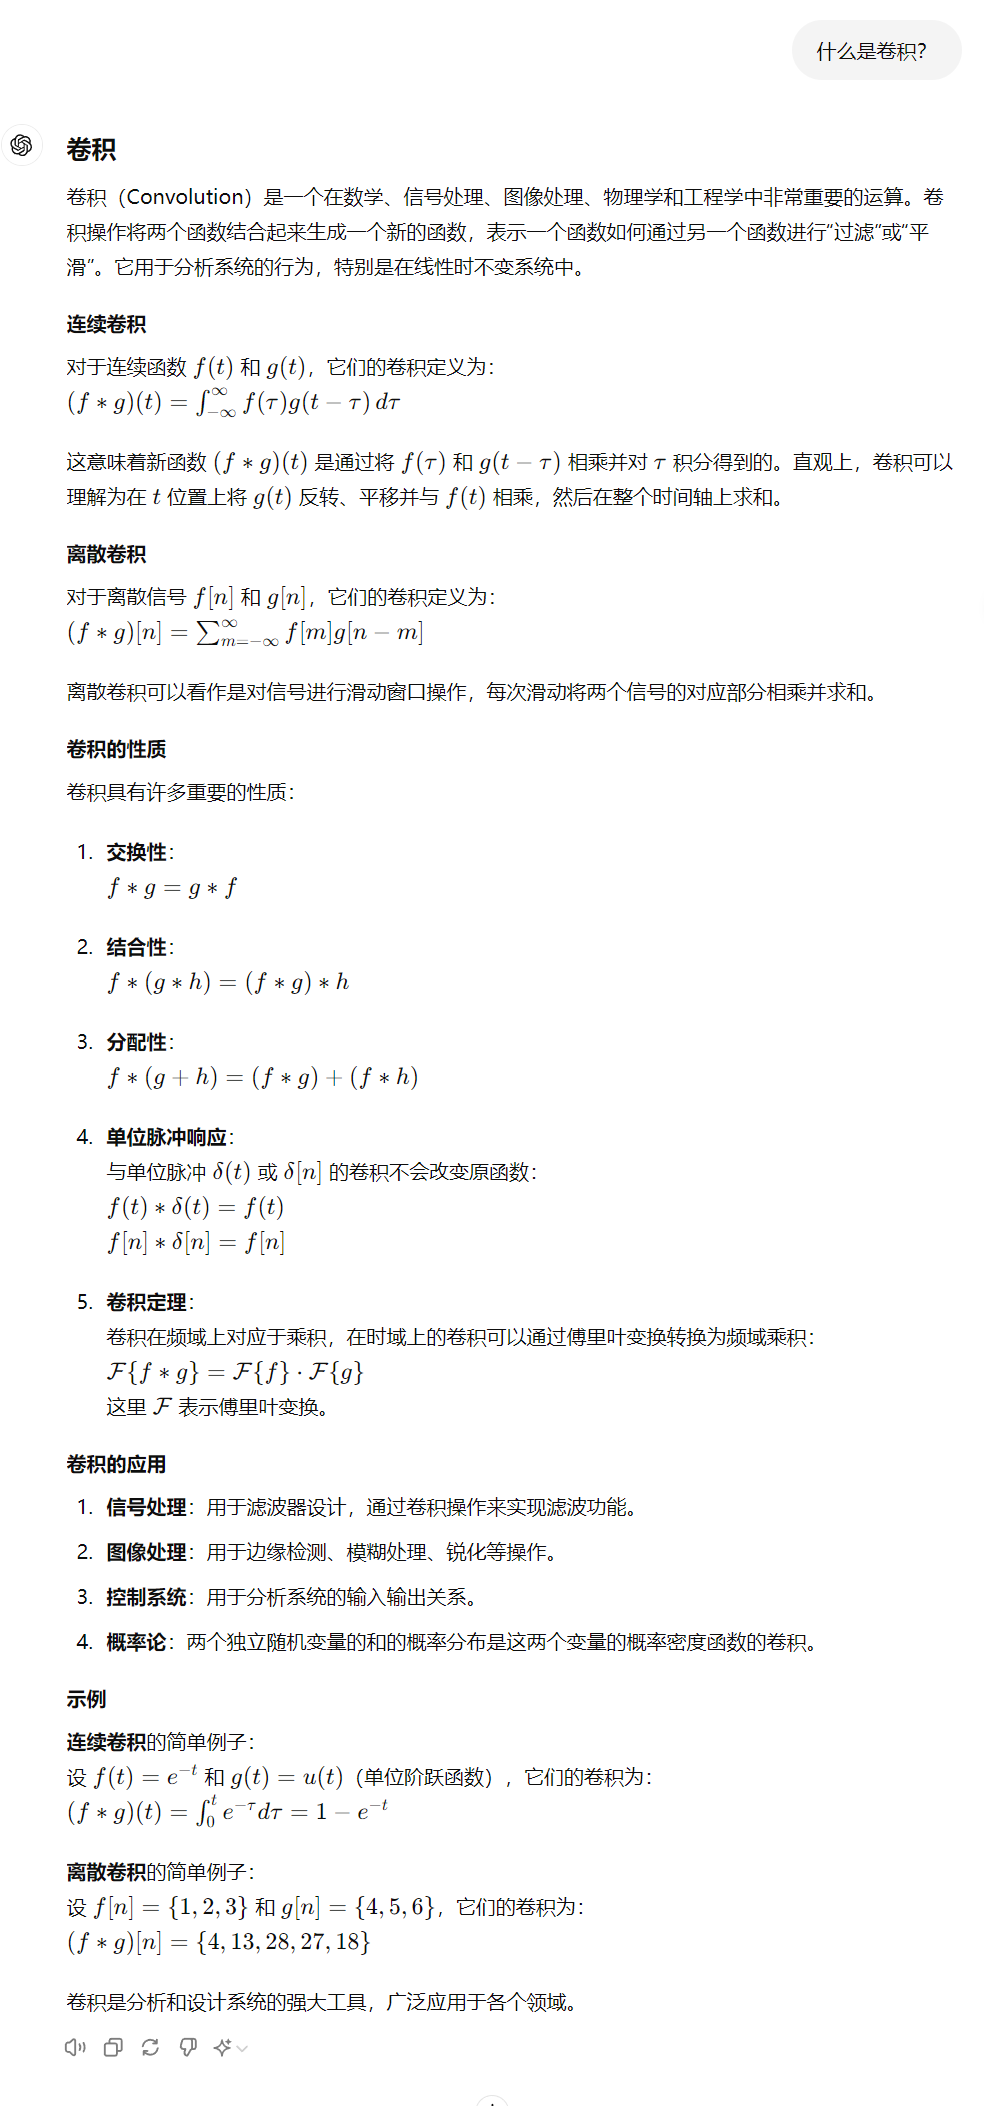 什么是卷积？
卷积
卷积（Convolution）是一个在数学、信号处理、图像处理、物理学和工程学中非常重要的运算。卷
积操作将两个函数结合起来生成一个新的函数，表示一个函数如何通过另一个函数进行“过滤”或“平
滑”。它用于分析系统的行为，特别是在线性时不变系统中。
连续卷积
对于连续函数 f(t) 和 g(t)，它们的卷积定义为：
(f ∗ g)(t) = ∫_{−∞}^{∞} f(τ)g(t − τ) dτ
这意味着新函数 (f ∗ g)(t) 是通过将 f(τ) 和 g(t − τ) 相乘并对 τ 积分得到的。直观上，卷积可以
理解为在 t 位置上将 g(t) 反转、平移并与 f(t) 相乘，然后在整个时间轴上求和。
离散卷积
对于离散信号 f[n] 和 g[n]，它们的卷积定义为：
(f ∗ g)[n] = ∑_{m=−∞}^{∞} f[m]g[n − m]
离散卷积可以看作是对信号进行滑动窗口操作，每次滑动将两个信号的对应部分相乘并求和。
卷积的性质
卷积具有许多重要的性质：
1. 交换性：
f ∗ g = g ∗ f
2. 结合性：
f ∗ (g ∗ h) = (f ∗ g) ∗ h
3. 分配性：
f ∗ (g + h) = (f ∗ g) + (f ∗ h)
4. 单位脉冲响应：
与单位脉冲 δ(t) 或 δ[n] 的卷积不会改变原函数：
f(t) ∗ δ(t) = f(t)
f[n] ∗ δ[n] = f[n]
5. 卷积定理：
卷积在频域上对应于乘积，在时域上的卷积可以通过傅里叶变换转换为频域乘积：
ℱ{f ∗ g} = ℱ{f} · ℱ{g}
这里 ℱ 表示傅里叶变换。
卷积的应用
1. 信号处理：用于滤波器设计，通过卷积操作来实现滤波功能。
2. 图像处理：用于边缘检测、模糊处理、锐化等操作。
3. 控制系统：用于分析系统的输入输出关系。
4. 概率论：两个独立随机变量的和的概率分布是这两个变量的概率密度函数的卷积。
示例
连续卷积的简单例子：
设 f(t) = e^{−t} 和 g(t) = u(t)（单位阶跃函数），它们的卷积为：
(f ∗ g)(t) = ∫_{0}^{t} e^{−τ} dτ = 1 − e^{−t}
离散卷积的简单例子：
设 f[n] = {1, 2, 3} 和 g[n] = {4, 5, 6}，它们的卷积为：
(f ∗ g)[n] = {4, 13, 28, 27, 18}
卷积是分析和设计系统的强大工具，广泛应用于各个领域。